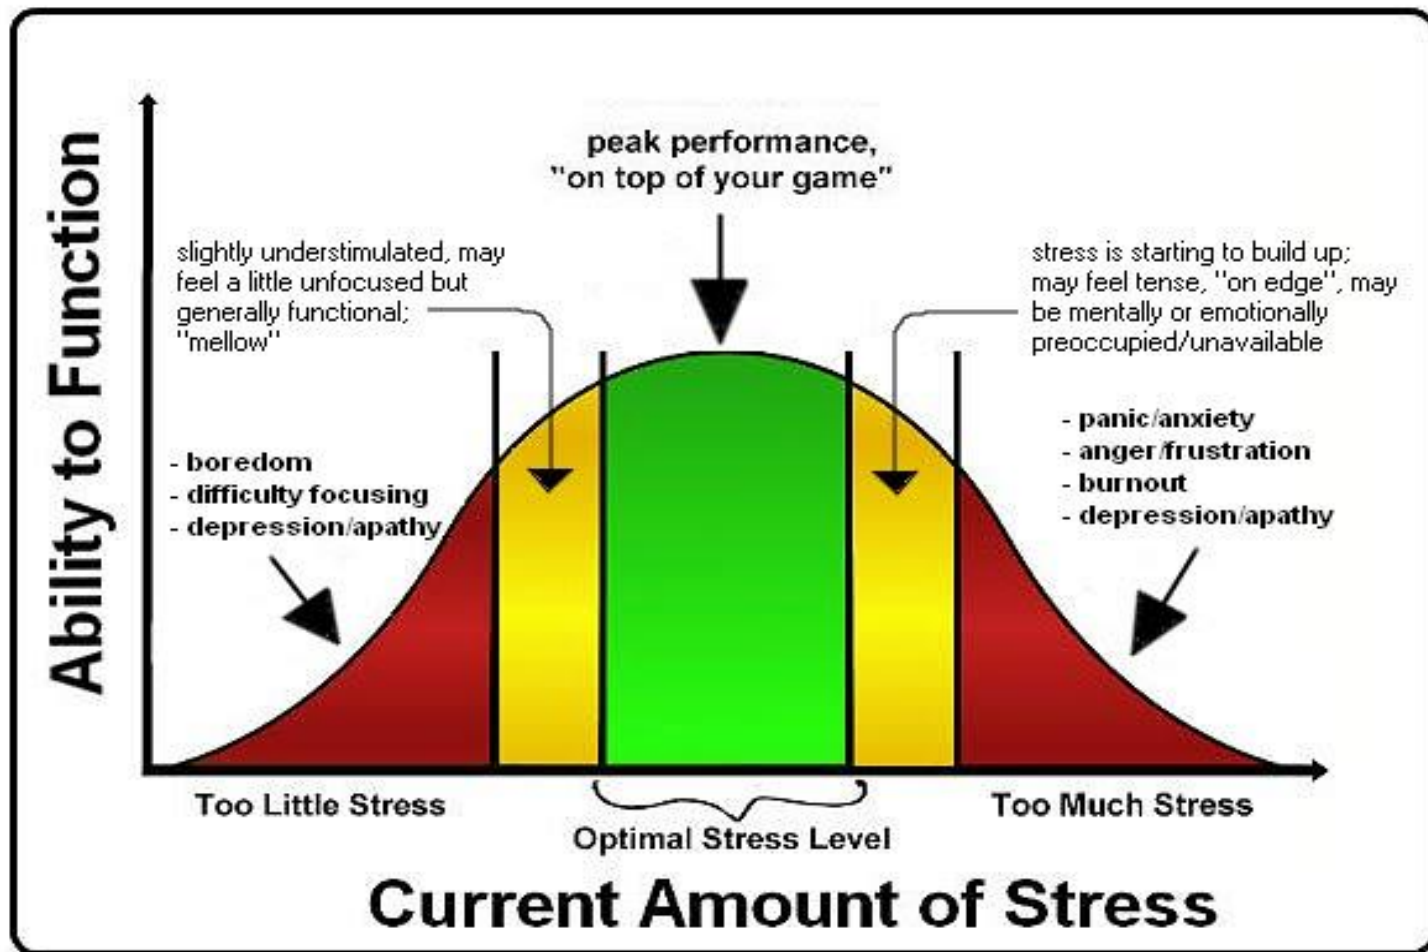 peak performance,
"on top of your game"
slightly understimulated, may
feel a little unfocused but
generally functional;
"mellow"
stress is starting to build up;
may feel tense, "on edge", may
be mentally or emotionally
preoccupied/unavailable
- boredom
- difficulty focusing
- depression/apathy
- panic/anxiety
- anger/frustration
- burnout
- depression/apathy
Ability to Function
Too Little Stress
Optimal Stress Level
Too Much Stress
Current Amount of Stress